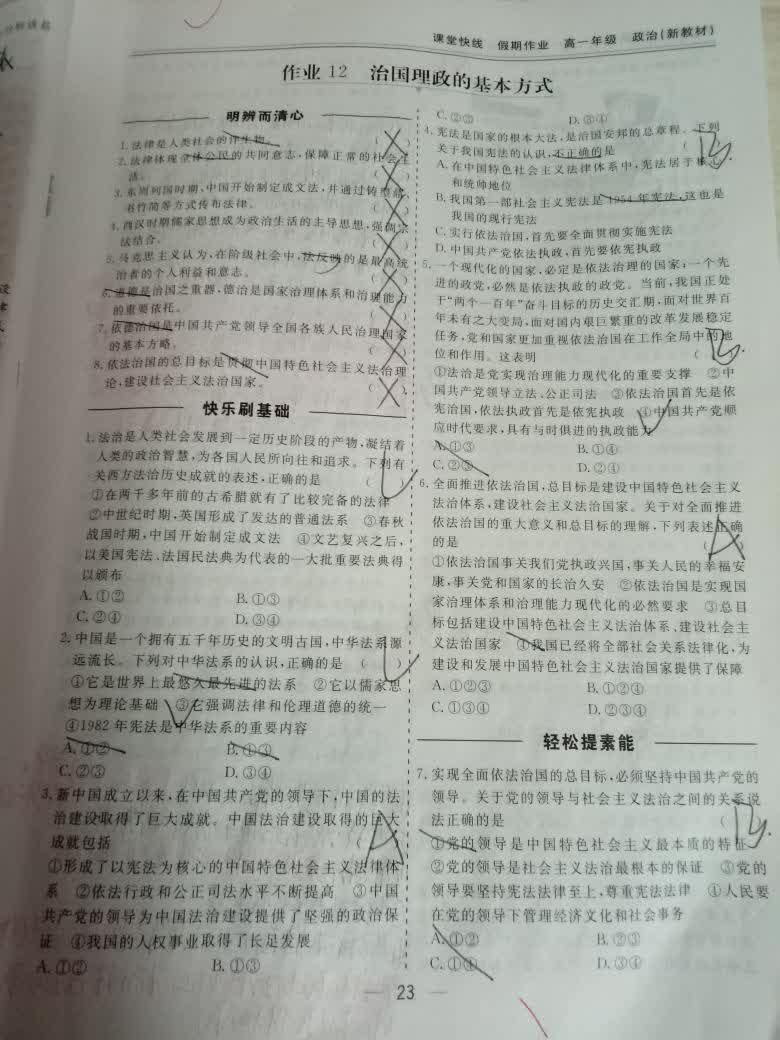 课堂快线 假期作业 高一年级 政治(新教材)
作业12 治国理政的基本方式
明辨而清心
1.法律是人类社会的伴生物。 ( X )
2.法律体现全体公民的共同意志,保障正常的社会生
活。 ( X )
3.东周列国时期,中国开始制定成文法,并通过铸鼎、
书竹简等方式传布法律。 ( X )
4.西汉时期儒家思想成为政治生活的主导思想,强调宗
法结合。 ( X )
5.马克思主义认为,在阶级社会中,法反映的是最高统
治者的个人利益和意志。 ( X )
6.道德是治国之重器,德治是国家治理体系和治理能力
的重要依托。 ( X )
7.依德治国是中国共产党领导全国各族人民治理国家
的基本方略。 ( X )
8.依法治国的总目标是贯彻中国特色社会主义法治理
论,建设社会主义法治国家。 ( X )
快乐刷基础
1.法治是人类社会发展到一定历史阶段的产物,凝结着
人类的政治智慧,为各国人民所向往和追求。下列有
关西方法治历史成就的表述,正确的是 ( )
①在两千多年前的古希腊就有了比较完备的法律
②中世纪时期,英国形成了发达的普通法系 ③春秋
战国时期,中国开始制定成文法 ④文艺复兴之后,
以美国宪法、法国民法典为代表的一大批重要法典得
以颁布
A.①② B.①③
C.②④ D.③④
2.中国是一个拥有五千年历史的文明古国,中华法系源
远流长。下列对中华法系的认识,正确的是 ( )
①它是世界上最悠久最先进的法系 ②它以儒家思
想为理论基础 ③它强调法律和伦理道德的统一
④1982年宪法是中华法系的重要内容
A.①② B.①③
C.②③ D.③④
3.新中国成立以来,在中国共产党的领导下,中国的法
治建设取得了巨大成就。中国法治建设取得的巨大
成就包括 ( A )
①形成了以宪法为核心的中国特色社会主义法律体
系 ②依法行政和公正司法水平不断提高 ③中国
共产党的领导为中国法治建设提供了坚强的政治保
证 ④我国的人权事业取得了长足发展
A.①② B.①③
C.②③ D.③④
4.宪法是国家的根本大法,是治国安邦的总章程。下列
关于我国宪法的认识,不正确的是 ( B )
A.在中国特色社会主义法律体系中,宪法居于核心
和统帅地位
B.我国第一部社会主义宪法是1954年宪法,这也是
我国的现行宪法
C.实行依法治国,首先要全面贯彻实施宪法
D.中国共产党依法执政,首先要依宪执政
5.一个现代化的国家,必定是依法治理的国家;一个先
进的政党,必然是依法执政的政党。当前,我国正处
于“两个一百年”奋斗目标的历史交汇期,面对世界百
年未有之大变局,面对国内艰巨繁重的改革发展稳定
任务,党和国家更加重视依法治国在工作全局中的地
位和作用。这表明 ( B )
①法治是党实现治理能力现代化的重要支撑 ②中
国共产党领导立法、公正司法 ③依法治国首先是依
宪治国,依法执政首先是依宪执政 ④中国共产党顺
应时代要求,具有与时俱进的执政能力
A.①③ B.①④
C.②③ D.②④
6.全面推进依法治国,总目标是建设中国特色社会主义
法治体系,建设社会主义法治国家。关于对全面推进
依法治国的重大意义和总目标的理解,下列表述正确
的是 ( A )
①依法治国事关我们党执政兴国,事关人民的幸福安
康,事关党和国家的长治久安 ②依法治国是实现国
家治理体系和治理能力现代化的必然要求 ③总目
标包括建设中国特色社会主义法治体系、建设社会主
义法治国家 ④我国已经将全部社会关系法律化,为
建设和发展中国特色社会主义法治国家提供了保障
A.①②③ B.①②④
C.①③④ D.②③④
轻松提素能
7.实现全面依法治国的总目标,必须坚持中国共产党的
领导。关于党的领导与社会主义法治之间的关系说
法正确的是 ( B )
①党的领导是中国特色社会主义最本质的特征
②党的领导是社会主义法治最根本的保证 ③党的
领导要坚持宪法法律至上,尊重宪法法律 ④人民要
在党的领导下管理经济文化和社会事务
A.①② B.②③
C.①④ D.③④
23